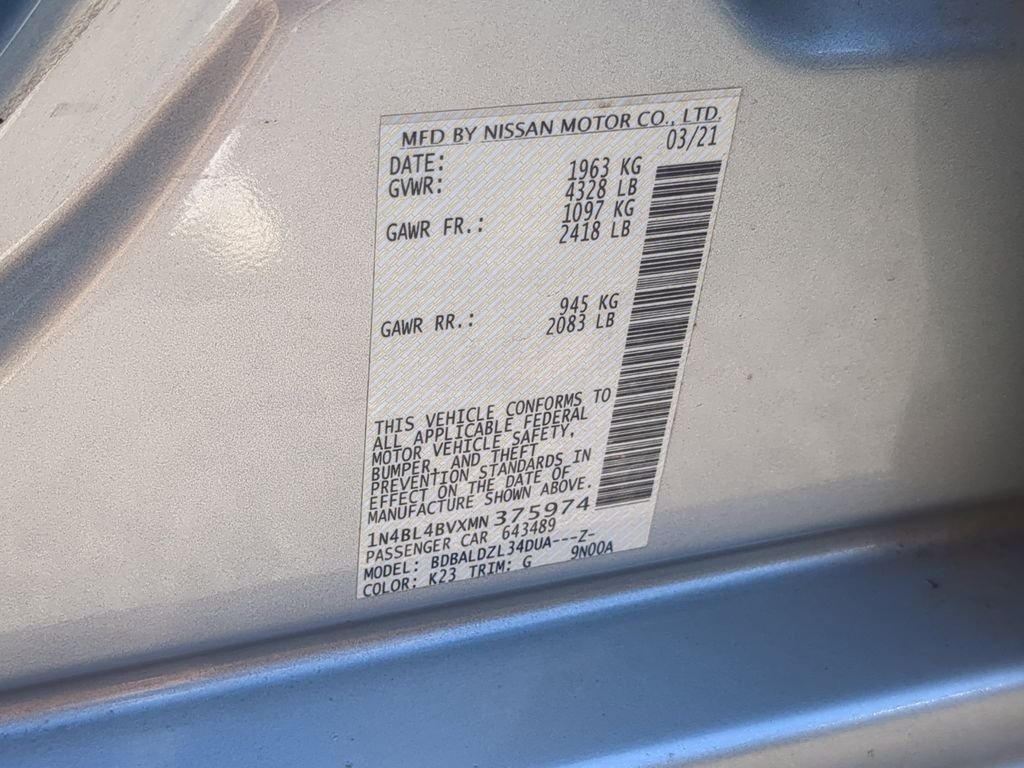 MFD BY NISSAN MOTOR CO., LTD.
DATE: 03/21
GVWR: 1963 KG
4328 LB
GAWR FR.: 1097 KG
2418 LB
GAWR RR.: 945 KG
2083 LB
THIS VEHICLE CONFORMS TO
ALL APPLICABLE FEDERAL
MOTOR VEHICLE SAFETY,
BUMPER, AND THEFT
PREVENTION STANDARDS IN
EFFECT ON THE DATE OF
MANUFACTURE SHOWN ABOVE.
1N4BL4BVXMN375974
PASSENGER CAR 643489
MODEL: BDBALDZL34DUA---Z-
COLOR: K23 TRIM: G 9N00A